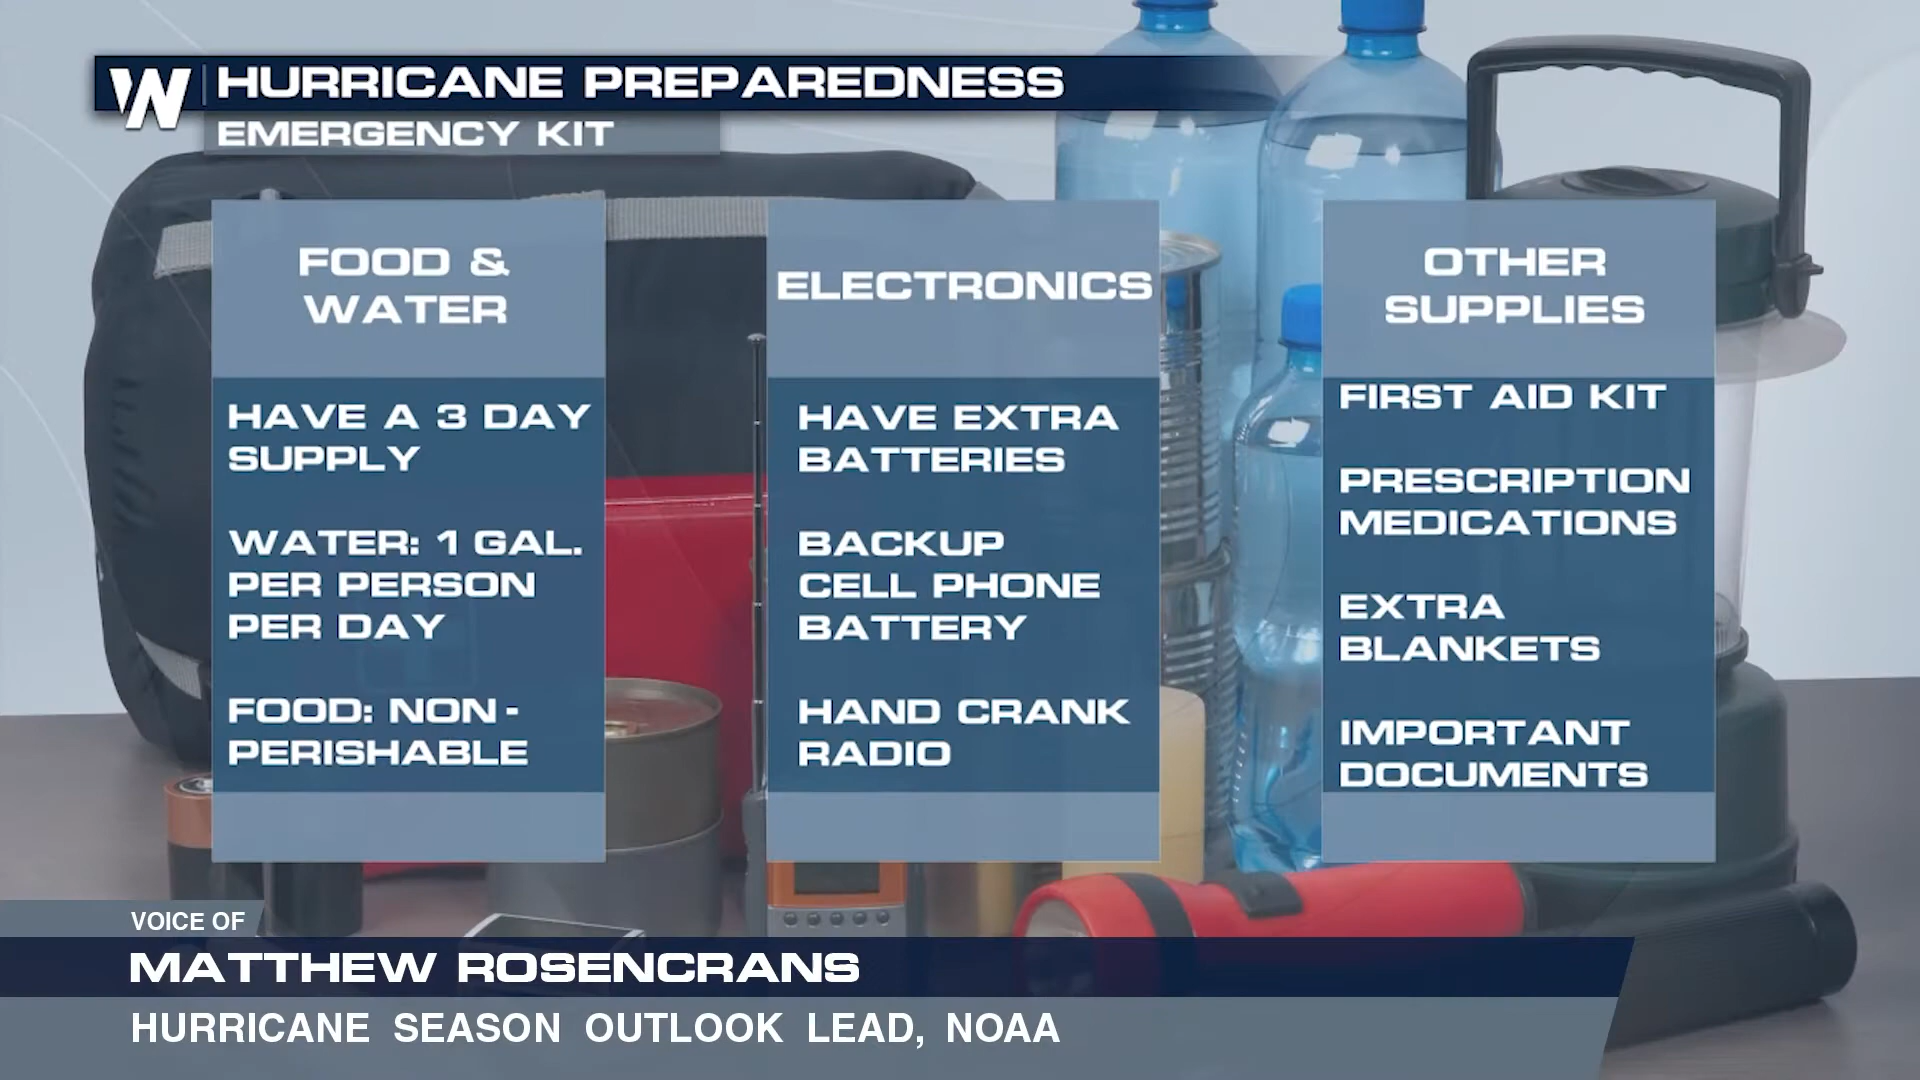 W HURRICANE PREPAREDNESS
EMERGENCY KIT
FOOD &
WATER
HAVE A 3 DAY
SUPPLY
WATER: 1 GAL.
PER PERSON
PER DAY
FOOD: NON-
PERISHABLE
ELECTRONICS
HAVE EXTRA
BATTERIES
BACKUP
CELL PHONE
BATTERY
HAND CRANK
RADIO
OTHER
SUPPLIES
FIRST AID KIT
PRESCRIPTION
MEDICATIONS
EXTRA
BLANKETS
IMPORTANT
DOCUMENTS
VOICE OF
MATTHEW ROSENCRANS
HURRICANE SEASON OUTLOOK LEAD, NOAA